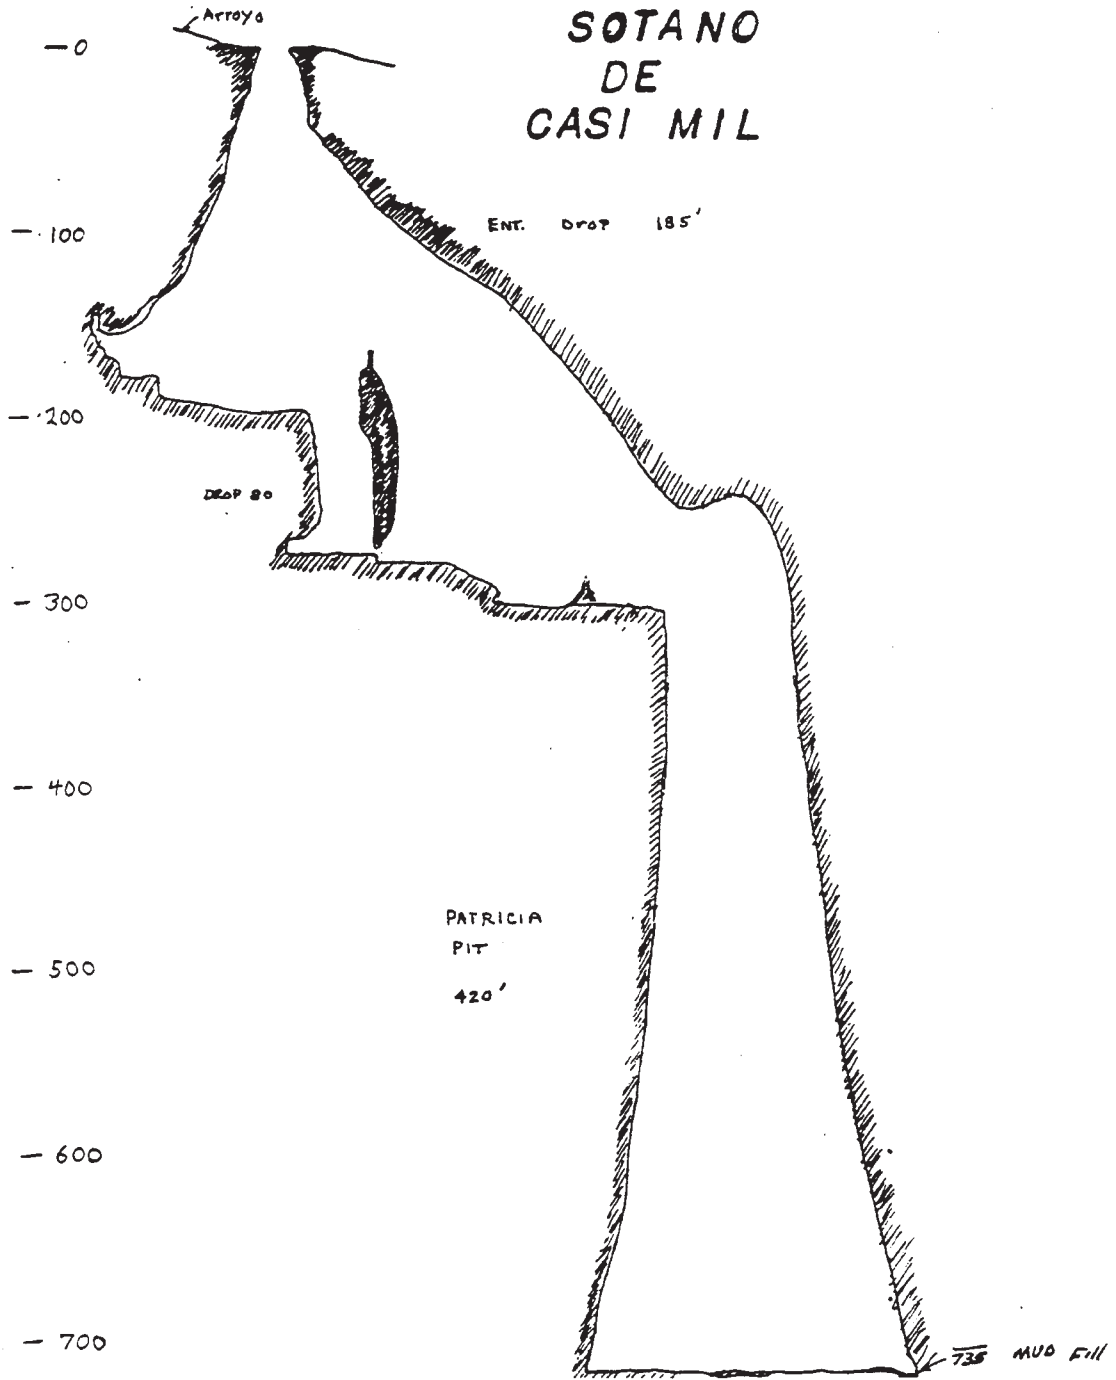 Arroyo
SOTANO
DE
CASI MIL
— 0
ENT. Drop 185'
— 100
— 200
DROP 80
— 300
— 400
PATRICIA
PIT
420'
— 500
— 600
— 700
735 MUD Fill